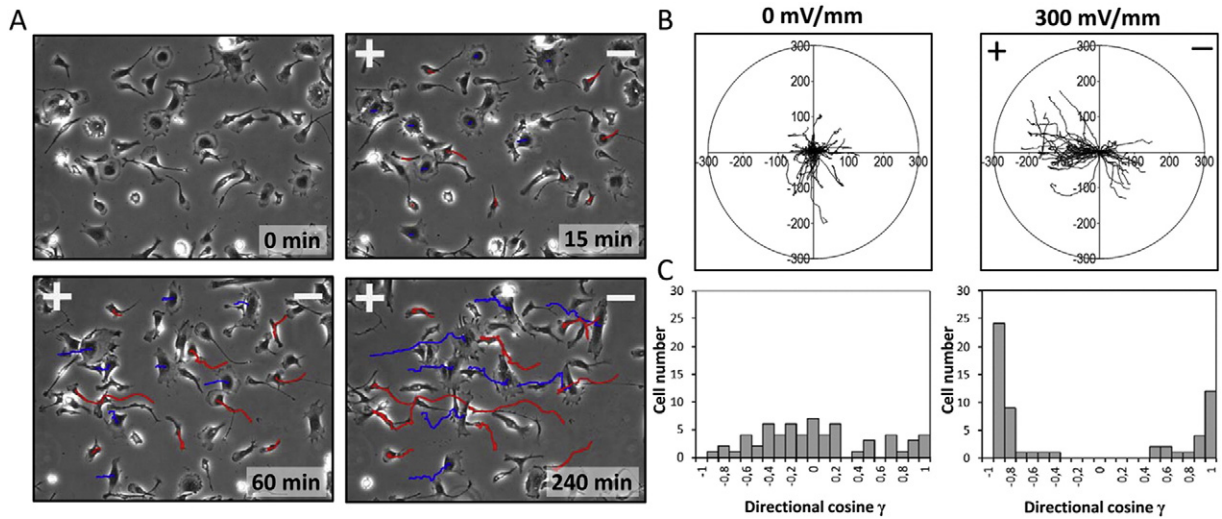 A
0 min
+ −
15 min
+ −
60 min
+ −
240 min
B
0 mV/mm
300
200
100
-300 -200 -100 100 200 300
-100
-200
-300
300 mV/mm
+ −
300
200
100
-300 -200 -100 100 200 300
-100
-200
-300
C
Cell number
30
25
20
15
10
5
0
-1 -0.8 -0.6 -0.4 -0.2 0 0.2 0.4 0.6 0.8 1
Directional cosine γ
Cell number
30
25
20
15
10
5
0
-1 -0.8 -0.6 -0.4 -0.2 0 0.2 0.4 0.6 0.8 1
Directional cosine γ